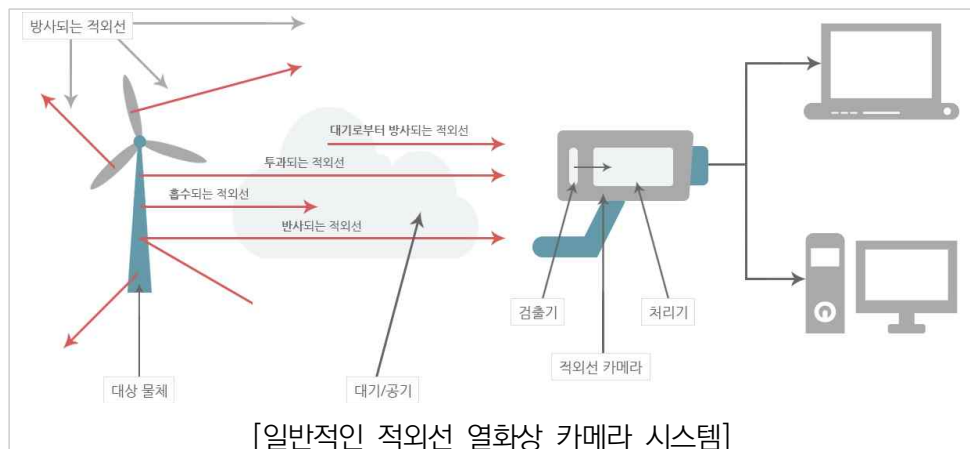 방사되는 적외선
대기로부터 방사되는 적외선
투과되는 적외선
흡수되는 적외선
반사되는 적외선
검출기
처리기
적외선 카메라
대상 물체
대기/공기
[일반적인 적외선 열화상 카메라 시스템]